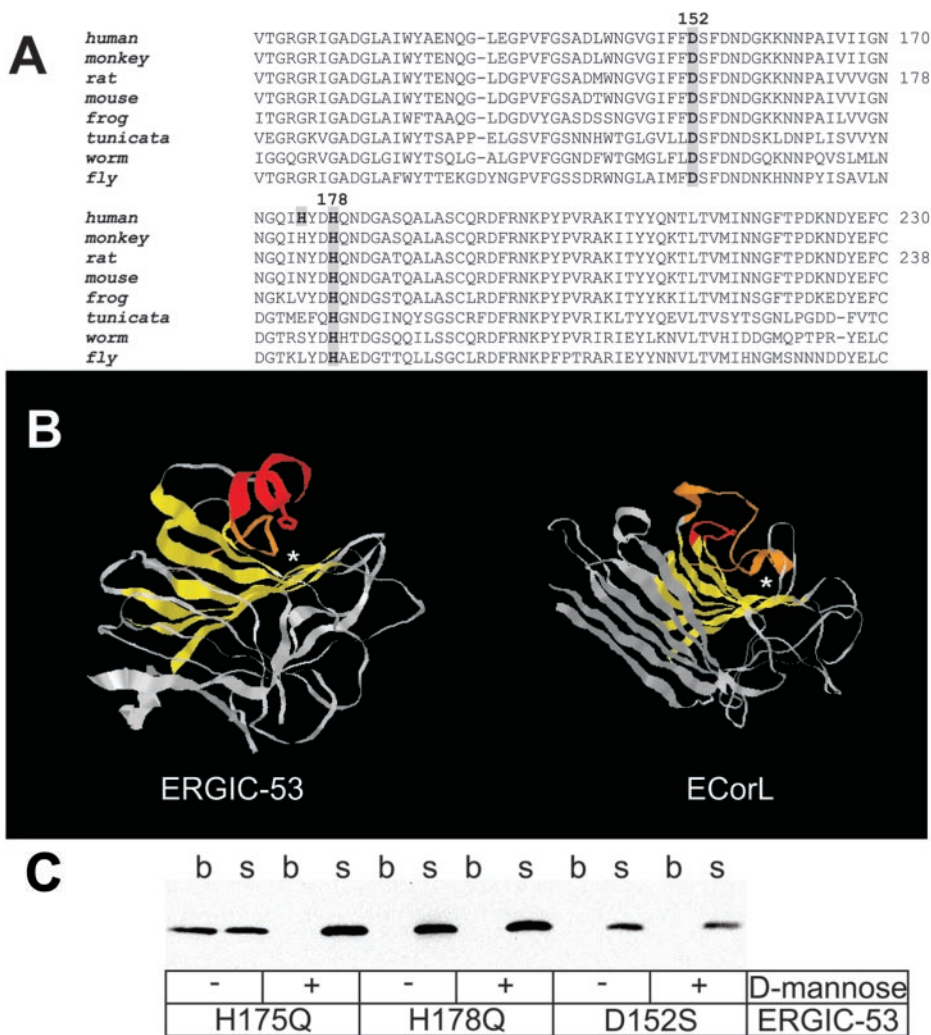 A
152
human VTGRGRIGADGLAIWYAENQG-LEGPVFGSADLWNGVGIFFDSFDNDGKKNNPAIVIIGN 170
monkey VTGRGRIGADGLAIWYTENQG-LEGPVFGSADLWNGVGIFFDSFDNDGKKNNPAIVIIGN
rat VTGRGRIGADGLAIWYTENQG-LEGPVFGSADMWNGVGIFFDSFDNDGKKNNPAIVVVGN 178
mouse VTGRGRIGADGLAIWYTENQG-LDGPVFGSADTWNGVGIFFDSFDNDGKKNNPAIVVIGN
frog ITGRGRIGADGLAIWFTAAQG-LDGDVYGASDSSNGVGIFFDSFDNDGKKNNPAILVVGN
tunicata VEGRGKVGADGLAIWYTSAPP-ELGSVFGSNNHWTGLGVLLDSFDNDSKLDNPLISVVYN
worm IGGQGRVGADGLGIWYTSQLG-ALGPVFGGNDFWTGMGLFLDSFDNDGQKNNPQVSLMLN
fly VTGRGRIGADGLAFWYTTEKGDYNGPVFGSSDRWNGLAIMFDSFDNDNKHNNPYISAVLN
178
human NGQIHYDHQNDGASQALASCQRDFRNKPYPVRAKITYYQNTLTVMINNGFTPDKNDYEFC 230
monkey NGQIHYDHQNDGASQALASCQRDFRNKPYPVRAKIIYYQKTLTVMINNGFTPDKNDYEFC
rat NGQINYDHQNDGATQALASCQRDFRNKPYPVRAKITYYQKTLTVMINNGFTPDKNDYEFC 238
mouse NGQINYDHQNDGATQALASCQRDFRNKPYPVRAKITYYQKTLTVMINNGFTPDKNDYEFC
frog NGKLVYDHQNDGSTQALASCLRDFRNKPYPVRAKITYYKKILTVMINSGFTPDKEDYEFC
tunicata DGTMEFQHGNDGINQYSGSCRFDFRNKPYPVRIKLTYYQEVLTVSYTSGNLPGDD-FVTC
worm DGTRSYDHHTDGSQQILSSCQRDFRNKPYPVRIRIEYLKNVLTVHIDDGMQPTPR-YELC
fly DGTKLYDHAEDGTTQLLSGCLRDFRNKPFPTRARIEYYNNVLTVMIHNGMSNNNDDYELC
B
*
*
ERGIC-53 ECorL
C
b s b s b s b s b s b s
- + - + - + D-mannose
H175Q H178Q D152S ERGIC-53